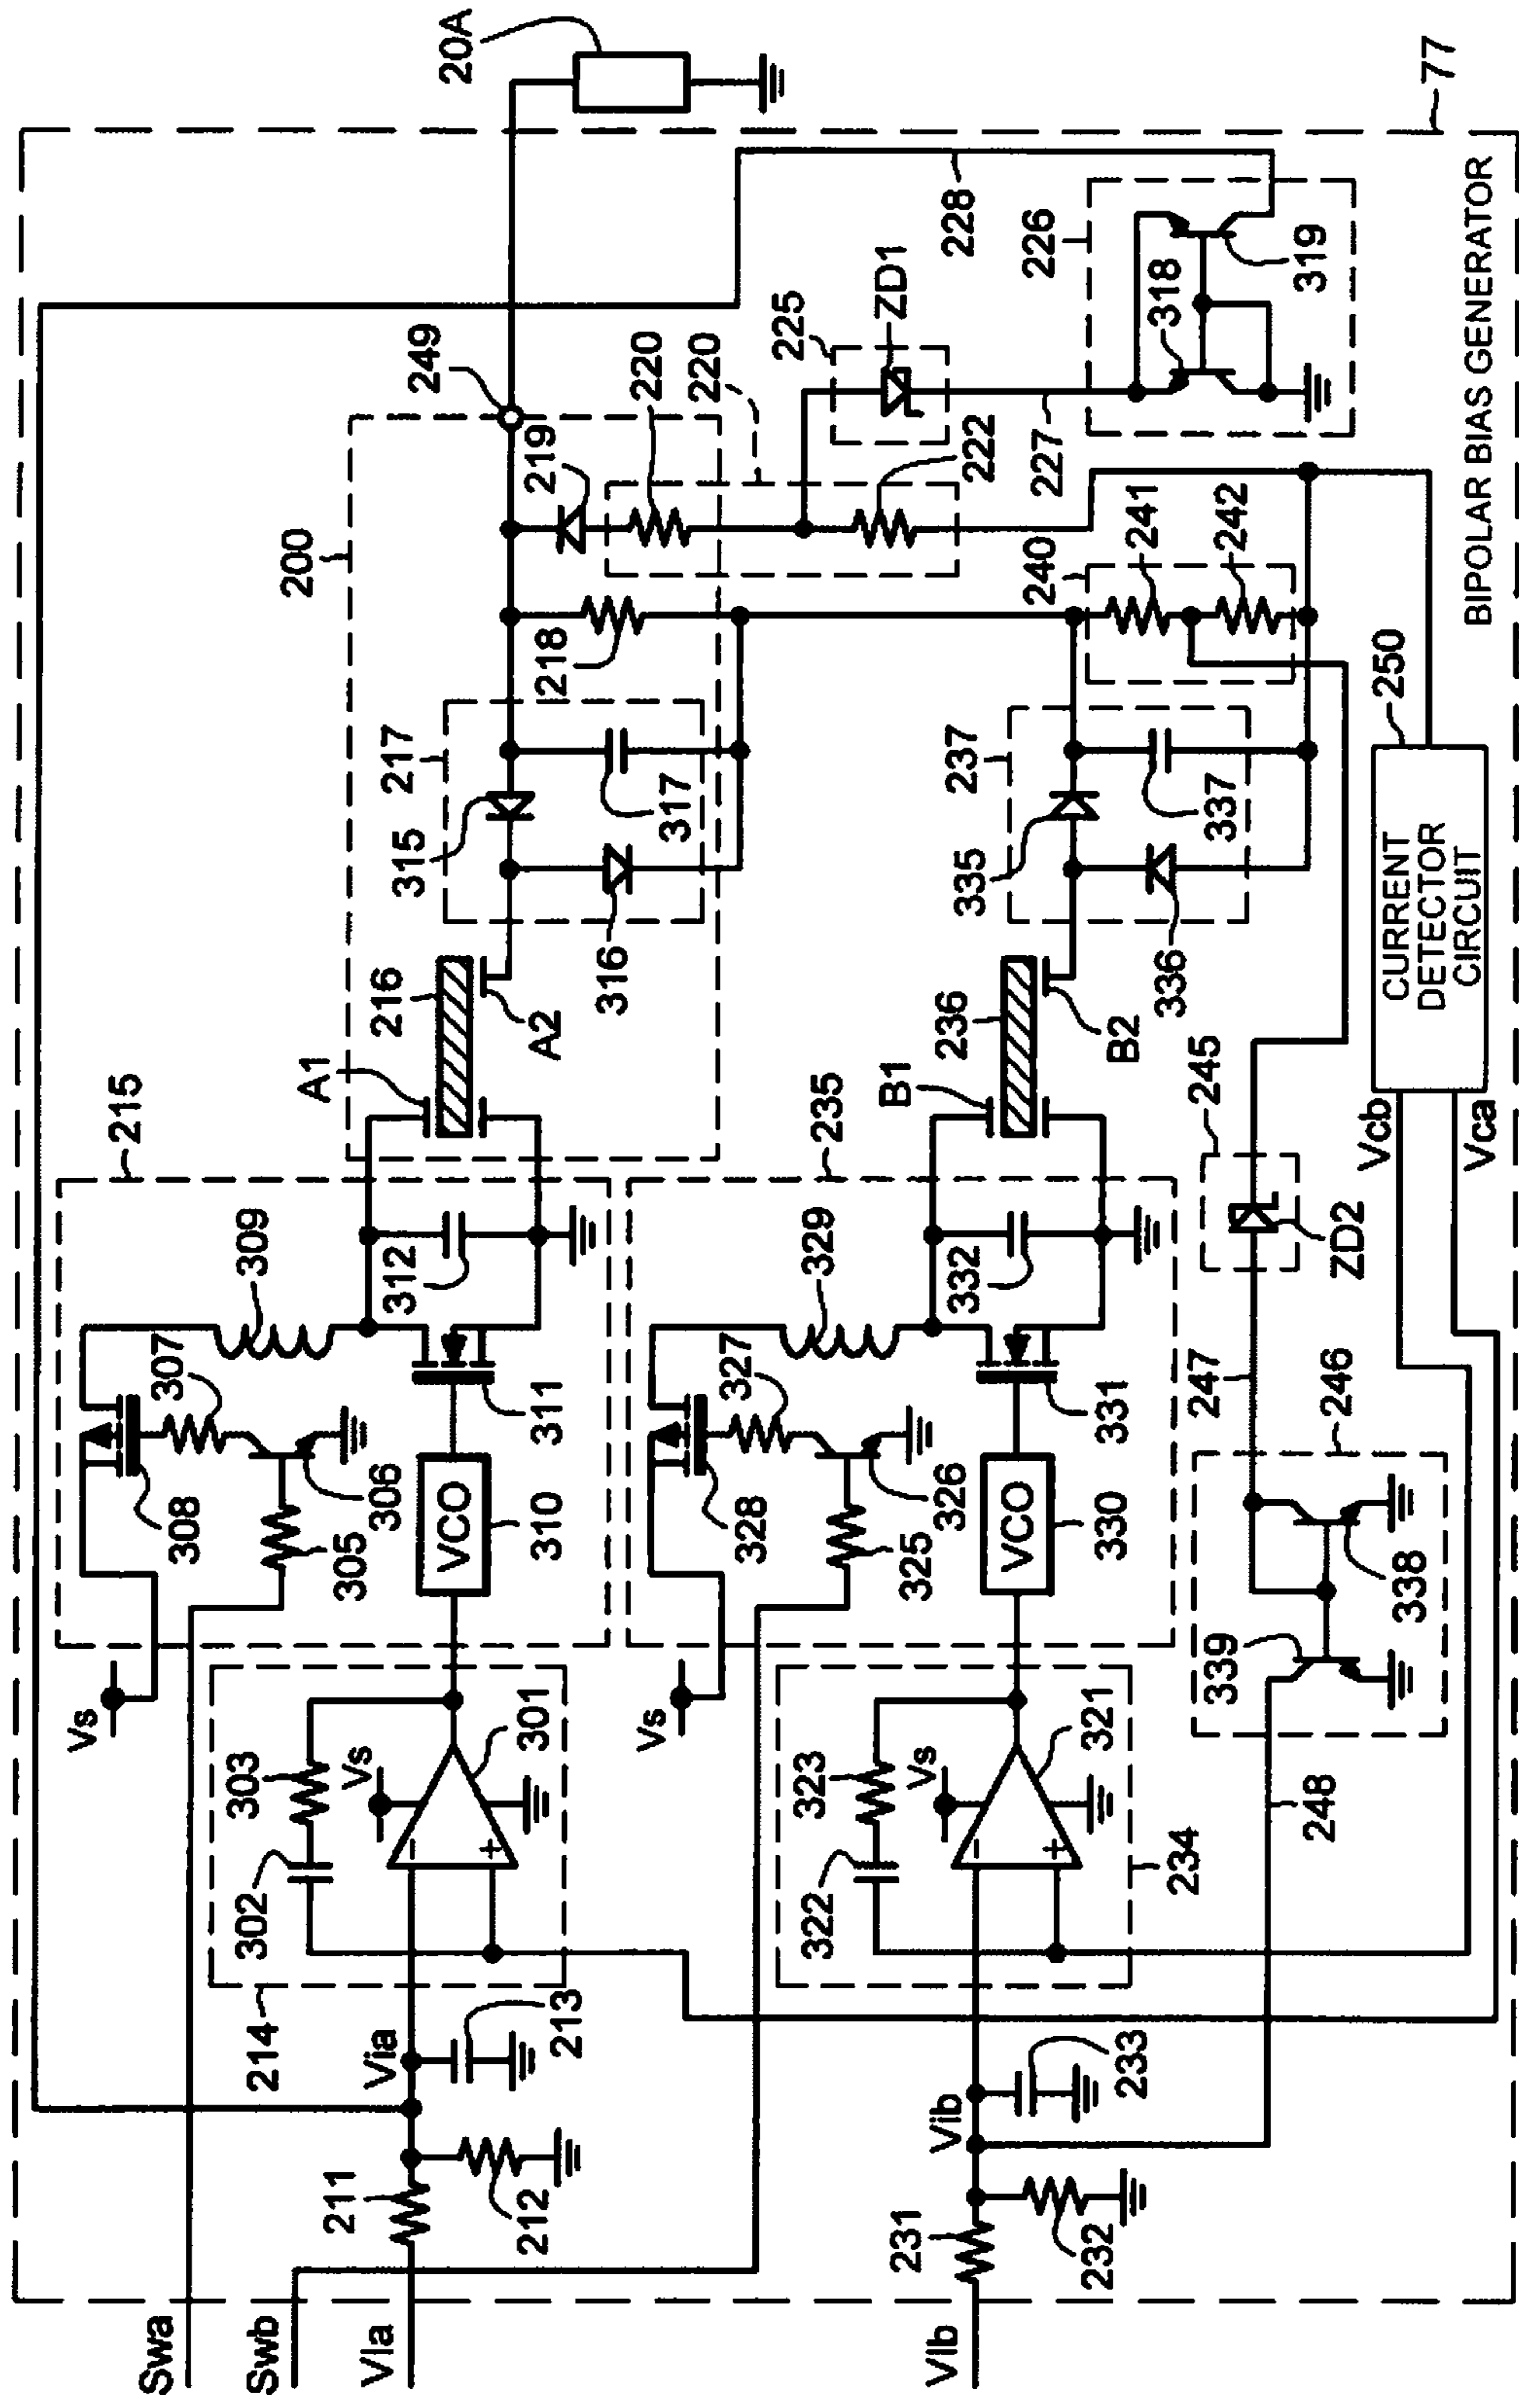 20A
77
BIPOLAR BIAS GENERATOR
228
226
318
319
249
225
ZD1
220
220
219
222
227
200
218
240
241
242
250
217
315
317
316
237
335
337
336
CURRENT
DETECTOR
CIRCUIT
Vcb
Vca
216
A1
A2
236
B1
B2
245
ZD2
215
309
312
307
308
306
305
311
VCO
310
235
329
332
327
328
326
325
331
VCO
330
247
246
339
338
248
Vs
303
Vs
301
302
−
+
214
Vs
323
Vs
321
322
−
+
234
Via
213
211
212
Vib
233
231
232
Swa
Swb
VIa
VIb